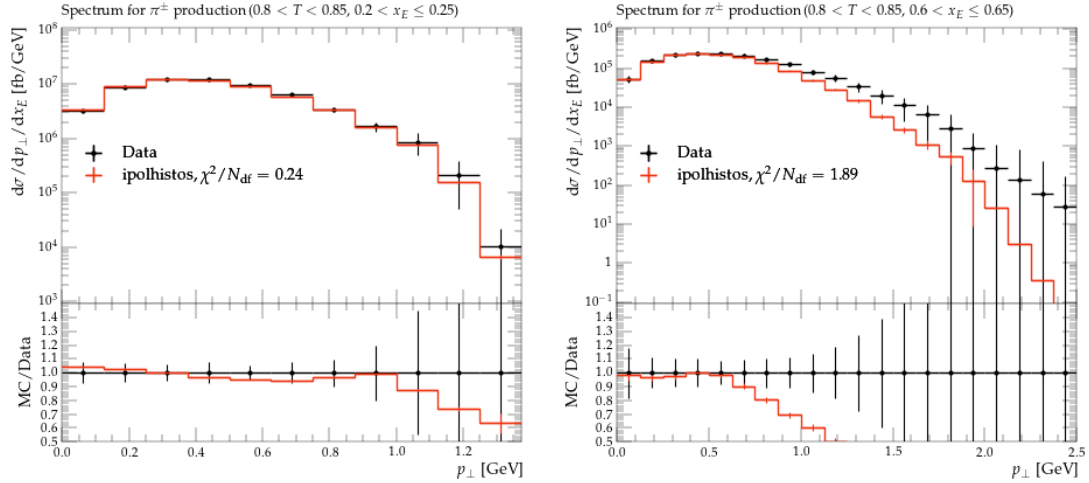 Spectrum for π± production (0.8 < T < 0.85, 0.2 < x_E ≤ 0.25)
dσ/dp⊥/dx_E [fb/GeV]
10^8
10^7
10^6
10^5
10^4
10^3
Data
ipolhistos, χ²/N_df = 0.24
MC/Data
1.4
1.3
1.2
1.1
1.0
0.9
0.8
0.7
0.6
0.5
0.0 0.2 0.4 0.6 0.8 1.0 1.2
p⊥ [GeV]
Spectrum for π± production (0.8 < T < 0.85, 0.6 < x_E ≤ 0.65)
dσ/dp⊥/dx_E [fb/GeV]
10^6
10^5
10^4
10^3
10^2
10^1
1
10^−1
Data
ipolhistos, χ²/N_df = 1.89
MC/Data
1.4
1.3
1.2
1.1
1.0
0.9
0.8
0.7
0.6
0.5
0.0 0.5 1.0 1.5 2.0 2.5
p⊥ [GeV]